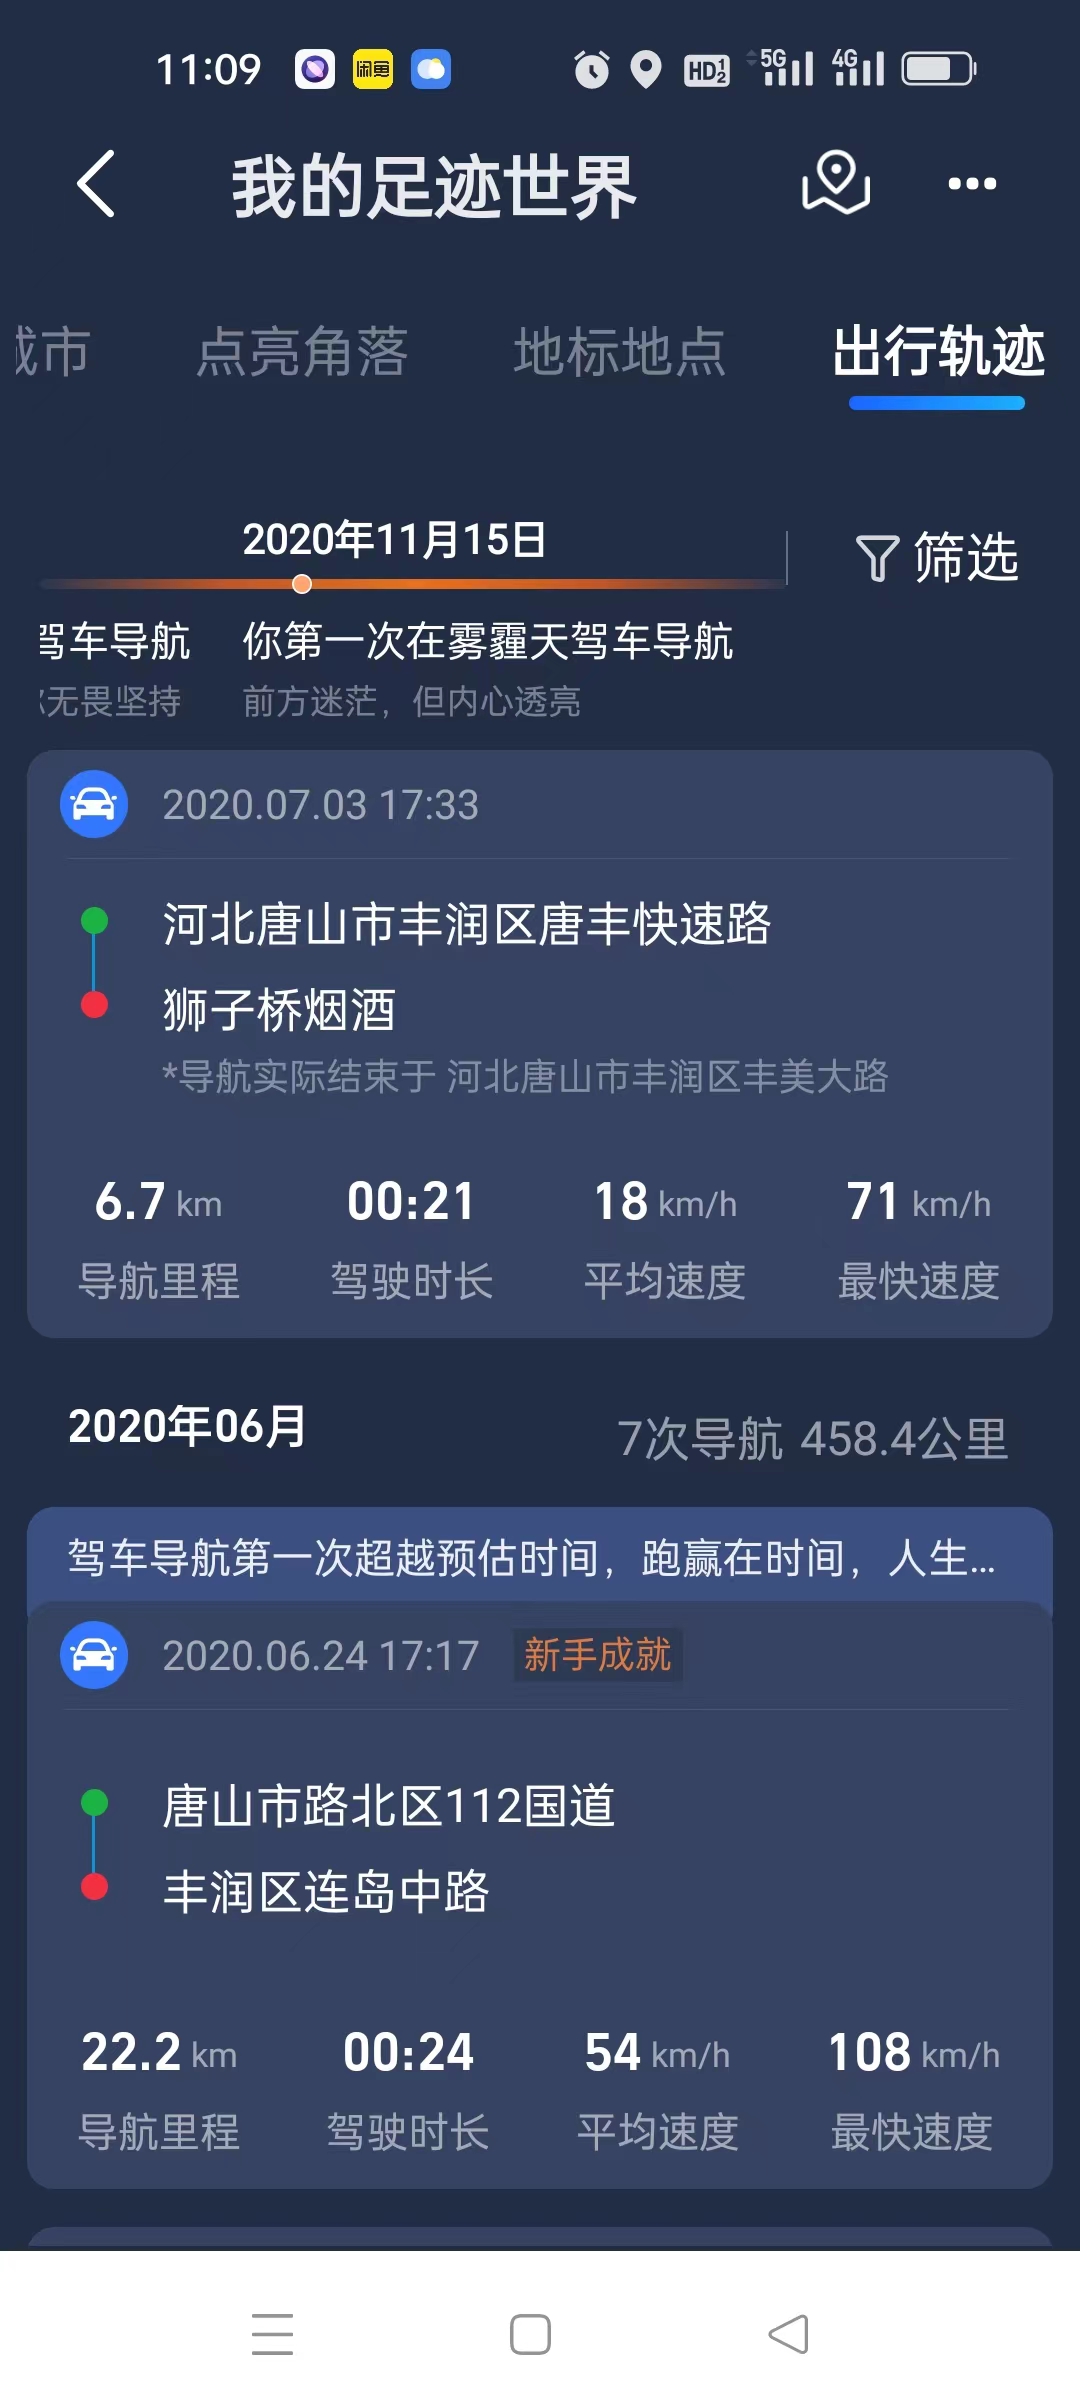 11:09
闲鱼
HD 1 2
5G
4G
我的足迹世界
城市
点亮角落
地标地点
出行轨迹
2020年11月15日
筛选
驾车导航
你第一次在雾霾天驾车导航
无畏坚持
前方迷茫，但内心透亮
2020.07.03 17:33
河北唐山市丰润区唐丰快速路
狮子桥烟酒
*导航实际结束于 河北唐山市丰润区丰美大路
6.7 km
00:21
18 km/h
71 km/h
导航里程
驾驶时长
平均速度
最快速度
2020年06月
7次导航 458.4公里
驾车导航第一次超越预估时间，跑赢在时间，人生...
2020.06.24 17:17
新手成就
唐山市路北区112国道
丰润区连岛中路
22.2 km
00:24
54 km/h
108 km/h
导航里程
驾驶时长
平均速度
最快速度